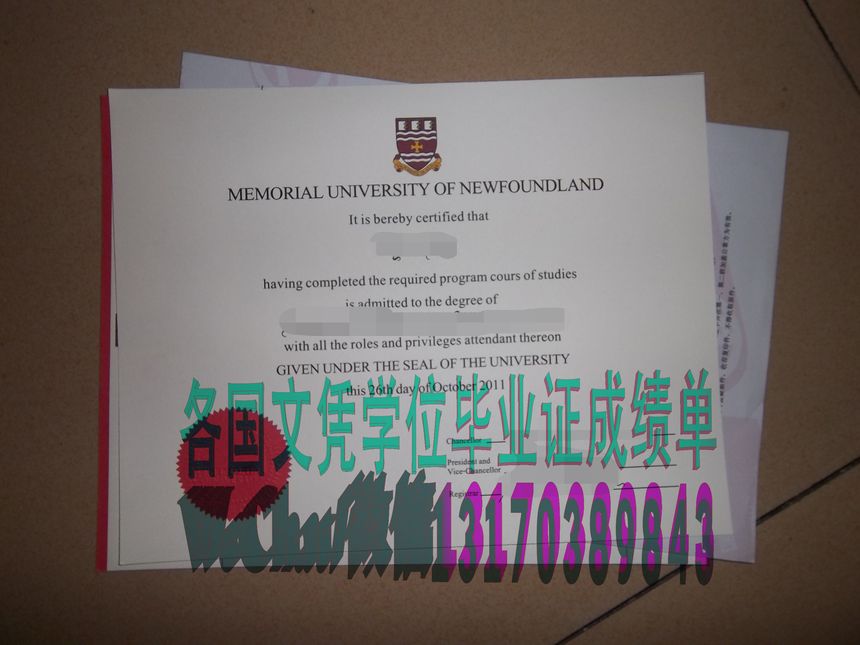 MEMORIAL UNIVERSITY OF NEWFOUNDLAND
It is bereby certified that
having completed the required program cours of studies
is admitted to the degree of
with all the roles and privileges attendant thereon
GIVEN UNDER THE SEAL OF THE UNIVERSITY
this 26th day of October 2011
各国文凭学位毕业证成绩单
Chancellor
President and
Vice-Chancellor
Registrar
WeChat/微信13170389843